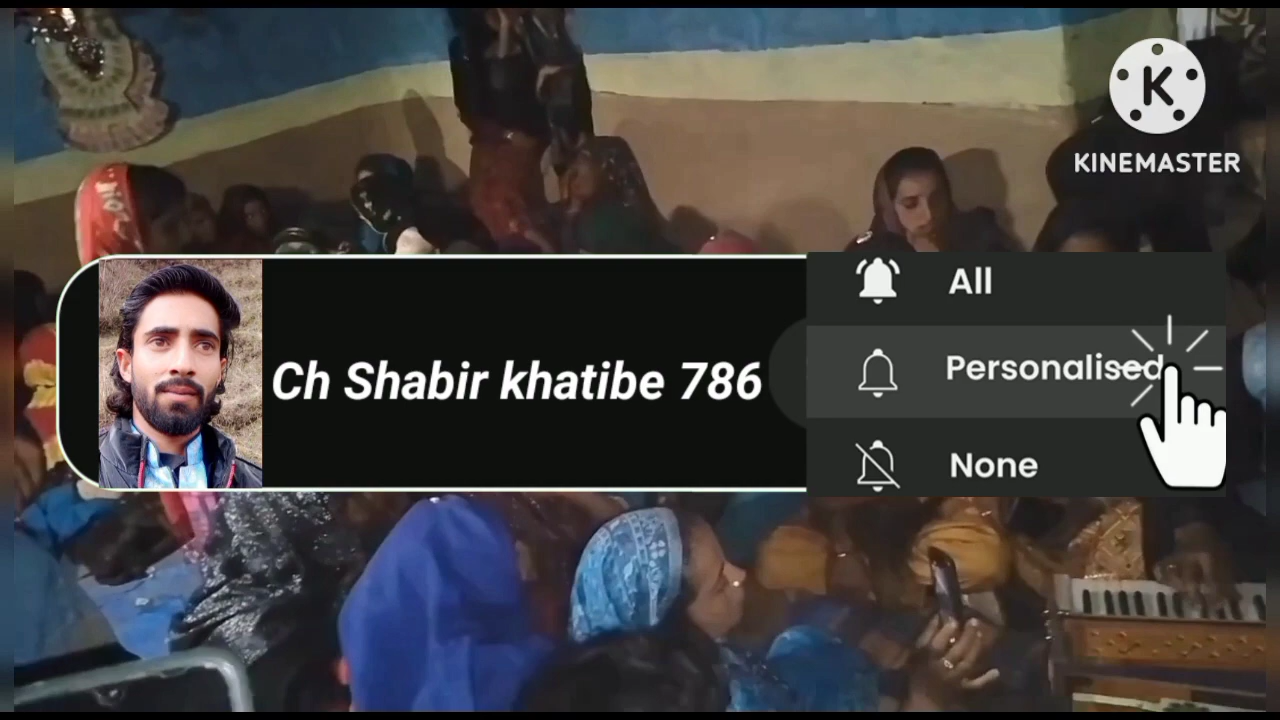 K
KINEMASTER
All
Ch Shabir khatibe 786
Personalised
None